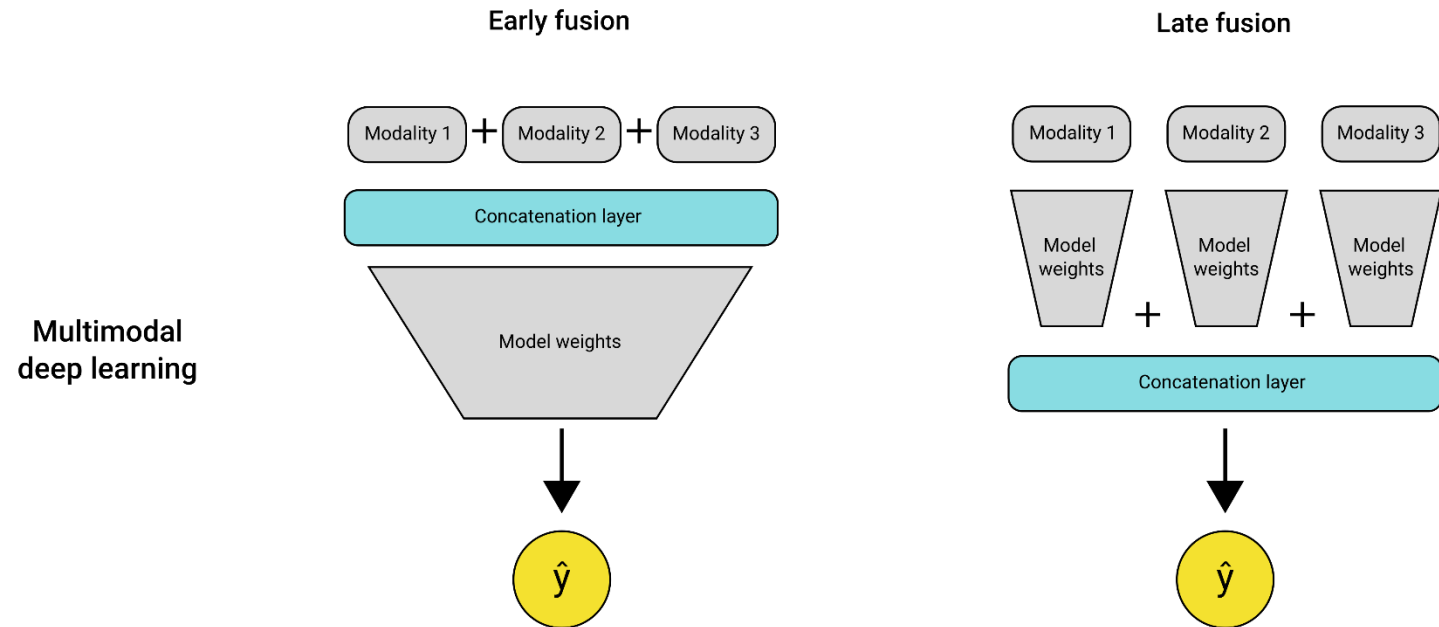 Early fusion
Late fusion
Modality 1 + Modality 2 + Modality 3
Modality 1 Modality 2 Modality 3
Concatenation layer
Model weights
Model weights
Model weights
+ +
Multimodal
deep learning
Model weights
Concatenation layer
ŷ
ŷ